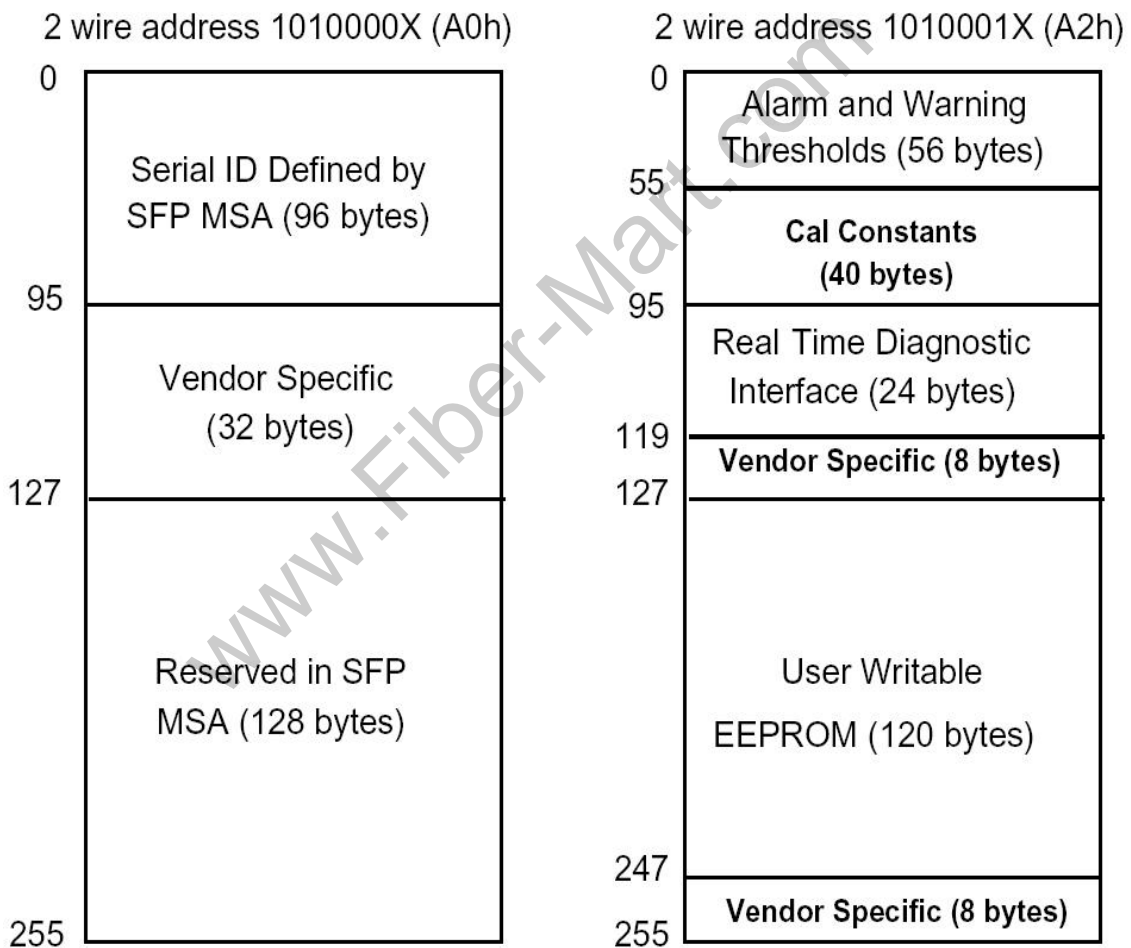 2 wire address 1010000X (A0h)
0
Serial ID Defined by
SFP MSA (96 bytes)
95
Vendor Specific
(32 bytes)
127
Reserved in SFP
MSA (128 bytes)
255
2 wire address 1010001X (A2h)
0
Alarm and Warning
Thresholds (56 bytes)
55
Cal Constants
(40 bytes)
95
Real Time Diagnostic
Interface (24 bytes)
119
Vendor Specific (8 bytes)
127
User Writable
EEPROM (120 bytes)
247
Vendor Specific (8 bytes)
255
www.Fiber-Mart.com